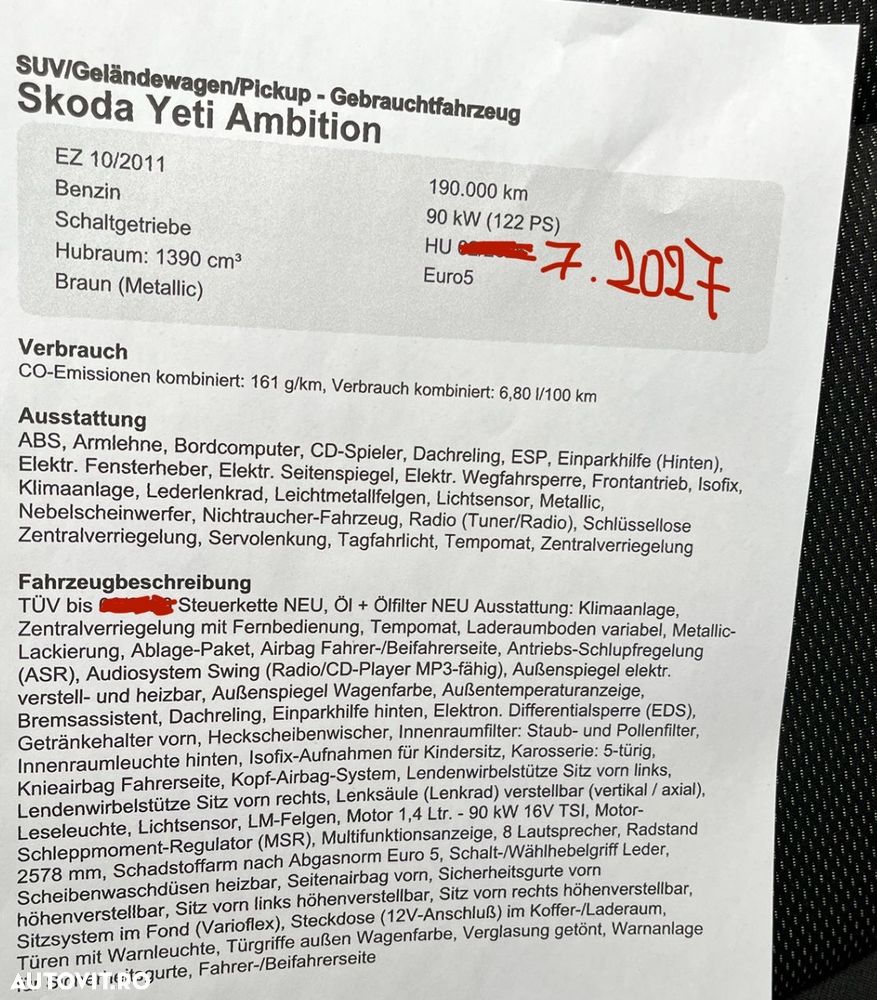 SUV/Geländewagen/Pickup - Gebrauchtfahrzeug
Skoda Yeti Ambition
EZ 10/2011
Benzin
Schaltgetriebe
Hubraum: 1390 cm³
Braun (Metallic)
190.000 km
90 kW (122 PS)
HU 7.2027
Euro5
Verbrauch
CO-Emissionen kombiniert: 161 g/km, Verbrauch kombiniert: 6,80 l/100 km
Ausstattung
ABS, Armlehne, Bordcomputer, CD-Spieler, Dachreling, ESP, Einparkhilfe (Hinten),
Elektr. Fensterheber, Elektr. Seitenspiegel, Elektr. Wegfahrsperre, Frontantrieb, Isofix,
Klimaanlage, Lederlenkrad, Leichtmetallfelgen, Lichtsensor, Metallic,
Nebelscheinwerfer, Nichtraucher-Fahrzeug, Radio (Tuner/Radio), Schlüssellose
Zentralverriegelung, Servolenkung, Tagfahrlicht, Tempomat, Zentralverriegelung
Fahrzeugbeschreibung
TÜV bis Steuerkette NEU, Öl + Ölfilter NEU Ausstattung: Klimaanlage,
Zentralverriegelung mit Fernbedienung, Tempomat, Laderaumboden variabel, Metallic-
Lackierung, Ablage-Paket, Airbag Fahrer-/Beifahrerseite, Antriebs-Schlupfregelung
(ASR), Audiosystem Swing (Radio/CD-Player MP3-fähig), Außenspiegel elektr.
verstell- und heizbar, Außenspiegel Wagenfarbe, Außentemperaturanzeige,
Bremsassistent, Dachreling, Einparkhilfe hinten, Elektron. Differentialsperre (EDS),
Getränkehalter vorn, Heckscheibenwischer, Innenraumfilter: Staub- und Pollenfilter,
Innenraumleuchte hinten, Isofix-Aufnahmen für Kindersitz, Karosserie: 5-türig,
Knieairbag Fahrerseite, Kopf-Airbag-System, Lendenwirbelstütze Sitz vorn links,
Lendenwirbelstütze Sitz vorn rechts, Lenksäule (Lenkrad) verstellbar (vertikal / axial),
Leseleuchte, Lichtsensor, LM-Felgen, Motor 1,4 Ltr. - 90 kW 16V TSI, Motor-
Schleppmoment-Regulator (MSR), Multifunktionsanzeige, 8 Lautsprecher, Radstand
2578 mm, Schadstoffarm nach Abgasnorm Euro 5, Schalt-/Wählhebelgriff Leder,
Scheibenwaschdüsen heizbar, Seitenairbag vorn, Sicherheitsgurte vorn
höhenverstellbar, Sitz vorn links höhenverstellbar, Sitz vorn rechts höhenverstellbar,
Sitzsystem im Fond (Varioflex), Steckdose (12V-Anschluß) im Koffer-/Laderaum,
Türen mit Warnleuchte, Türgriffe außen Wagenfarbe, Verglasung getönt, Warnanlage
für Sicherheitsgurte, Fahrer-/Beifahrerseite
AUTOVIT.RO